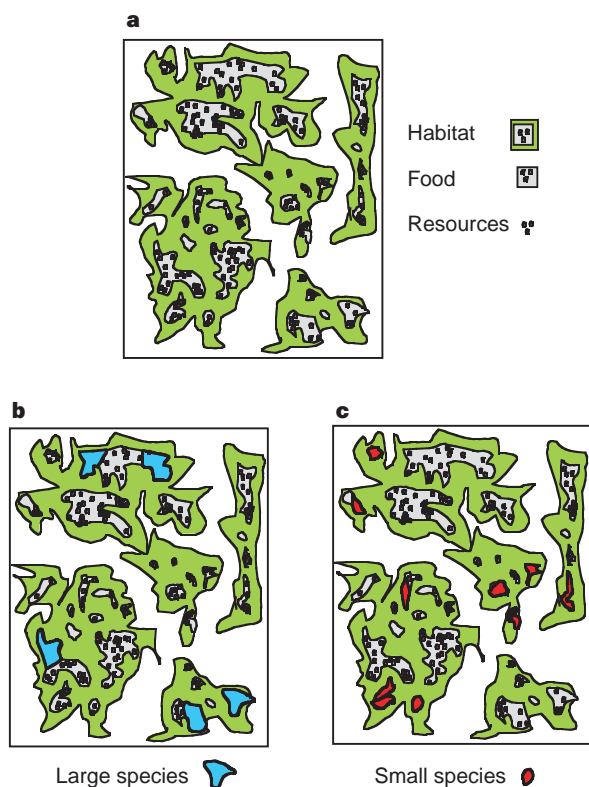 a
Habitat
Food
Resources
b
c
Large species
Small species